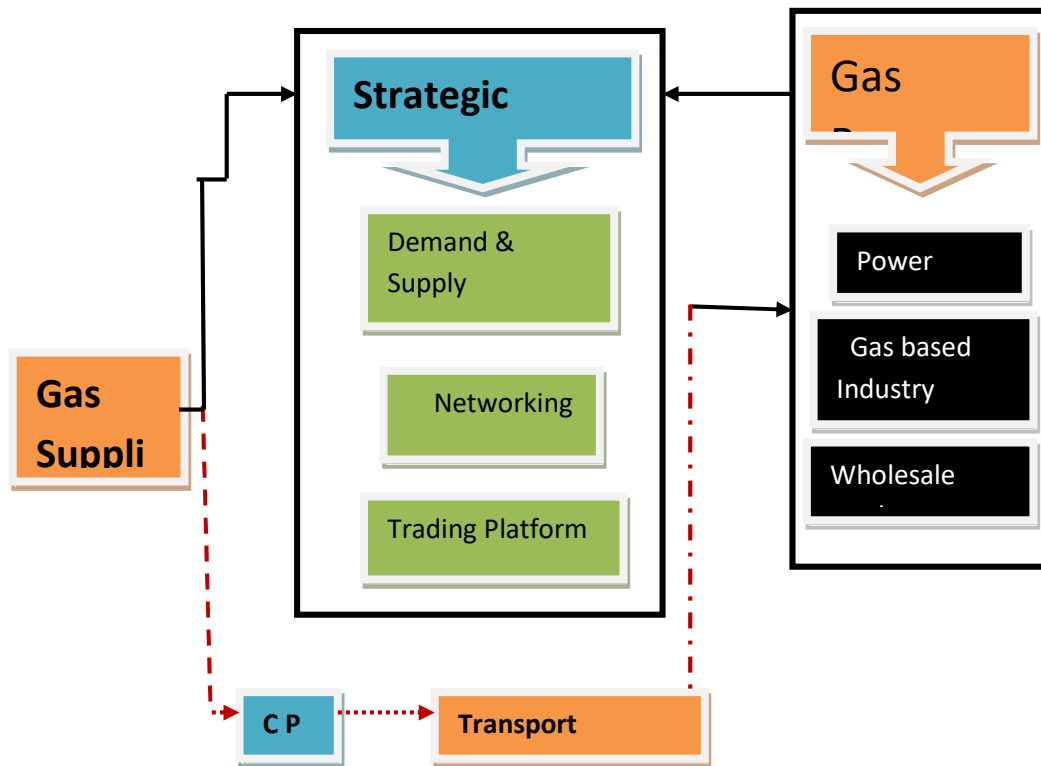 Strategic
Demand &
Supply
Networking
Trading Platform
Gas
Power
Gas based
Industry
Wholesale
Gas
Suppli
C P
Transport